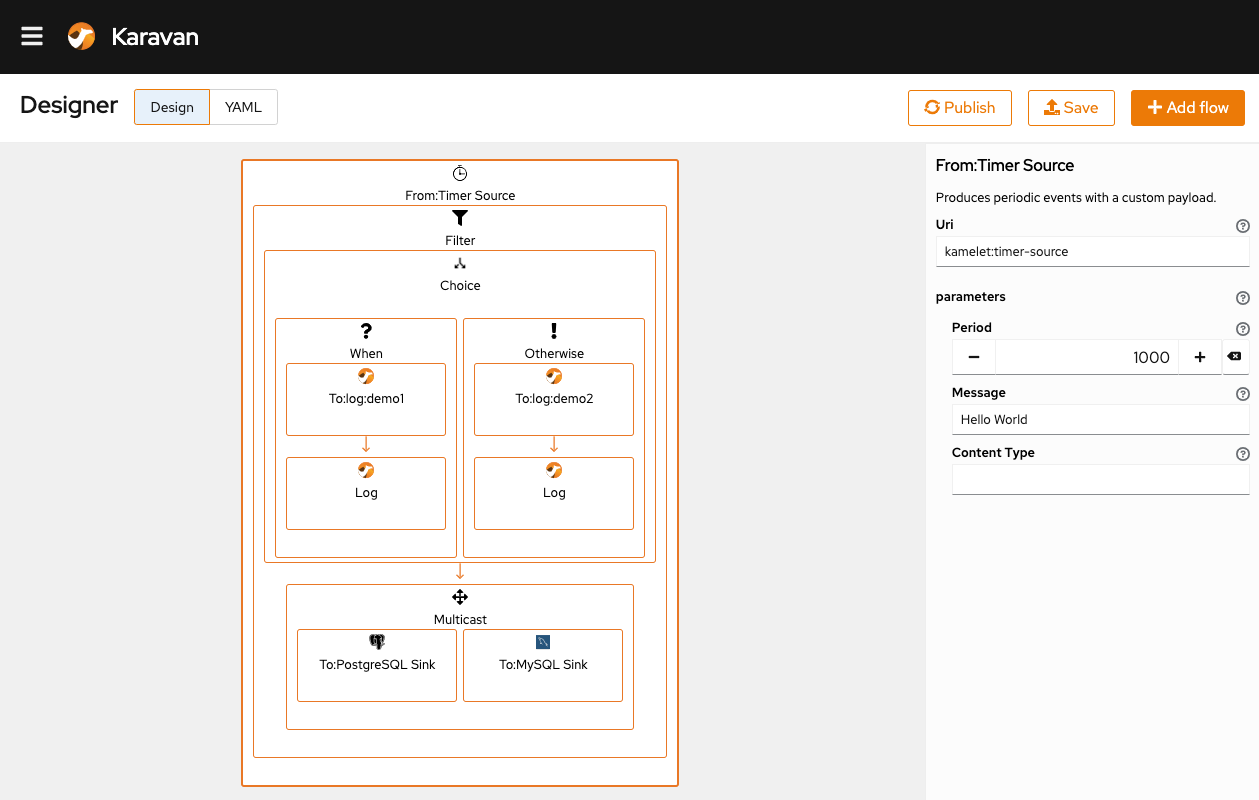 Karavan
Designer
Design
YAML
Publish
Save
Add flow
From:Timer Source
Filter
Choice
When
Otherwise
To:log:demo1
To:log:demo2
Log
Log
Multicast
To:PostgreSQL Sink
To:MySQL Sink
From:Timer Source
Produces periodic events with a custom payload.
Uri
kamelet:timer-source
parameters
Period
1000
Message
Hello World
Content Type